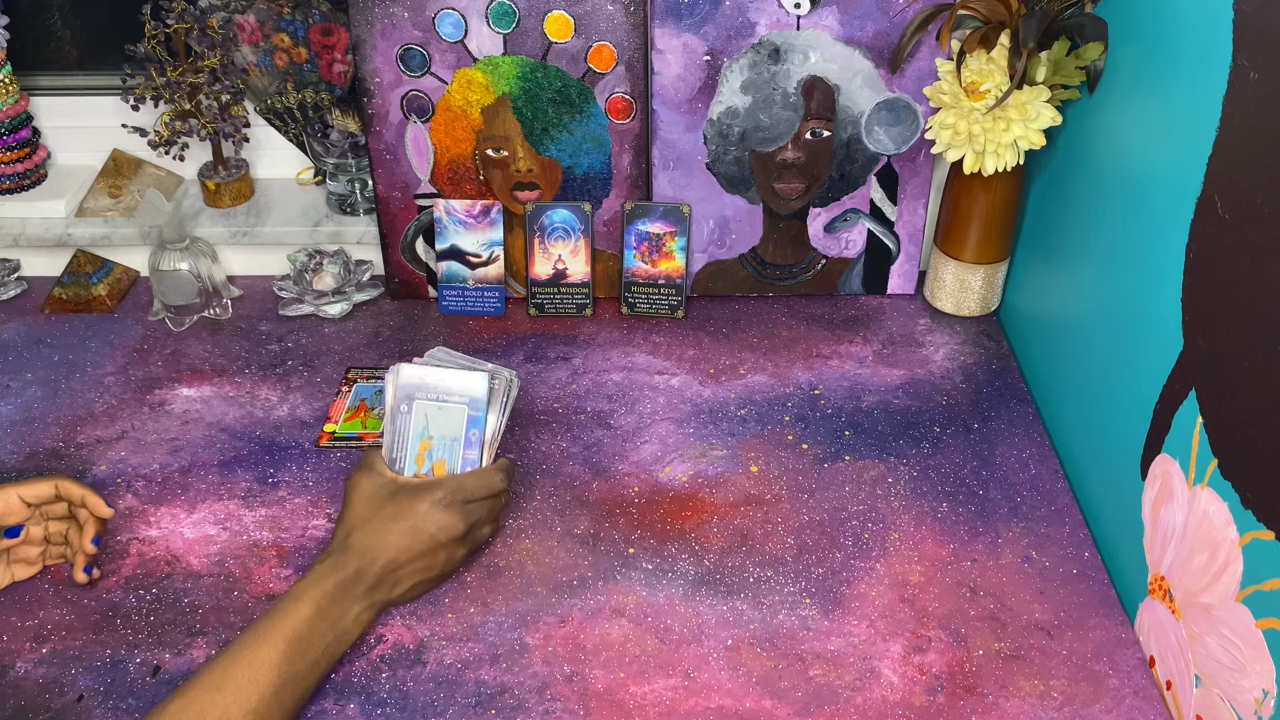 DON'T HOLD BACK
Release what no longer
serves you for new growth
MOVE FORWARD NOW
HIGHER WISDOM
Explore options, learn
what you can, and expand
your horizons
TURN THE PAGE
HIDDEN KEYS
Put things together piece
by piece to reveal the
bigger picture
IMPORTANT PARTS
SIX OF SWORDS